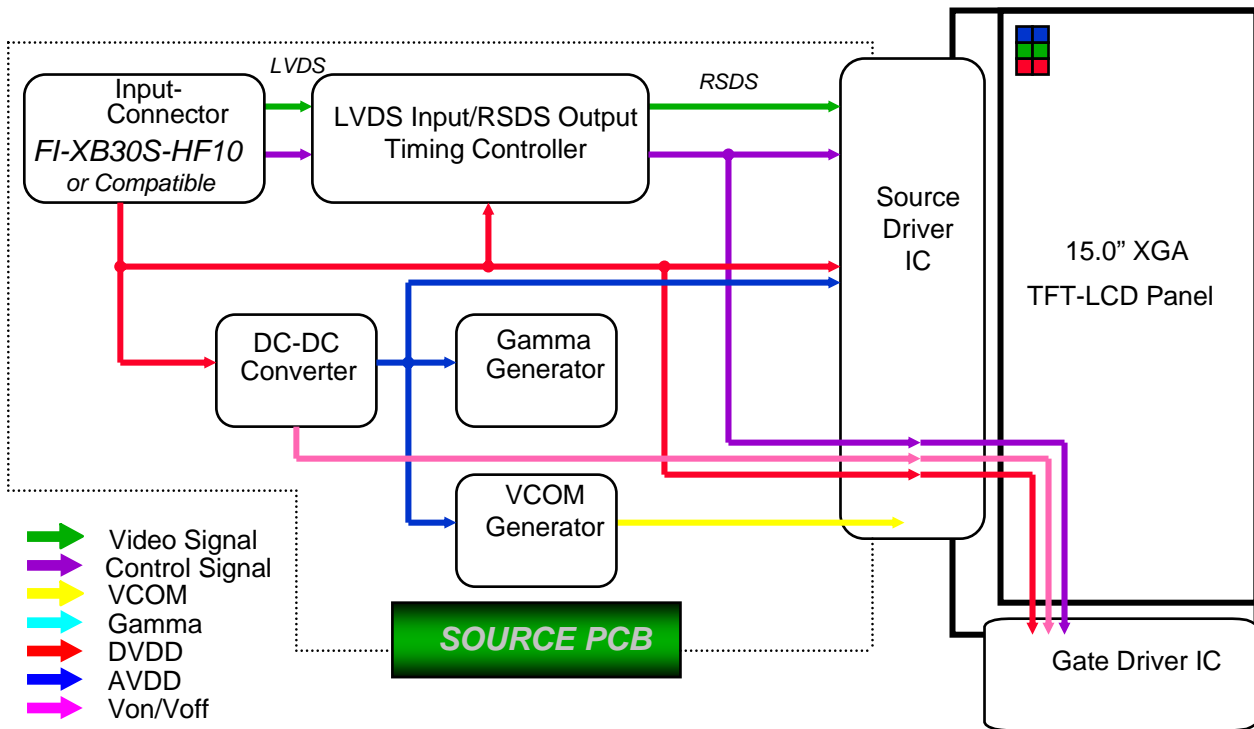 Input-
Connector
FI-XB30S-HF10
or Compatible
LVDS
LVDS Input/RSDS Output
Timing Controller
RSDS
Source
Driver
IC
15.0” XGA
TFT-LCD Panel
DC-DC
Converter
Gamma
Generator
VCOM
Generator
Video Signal
Control Signal
VCOM
Gamma
DVDD
AVDD
Von/Voff
SOURCE PCB
Gate Driver IC